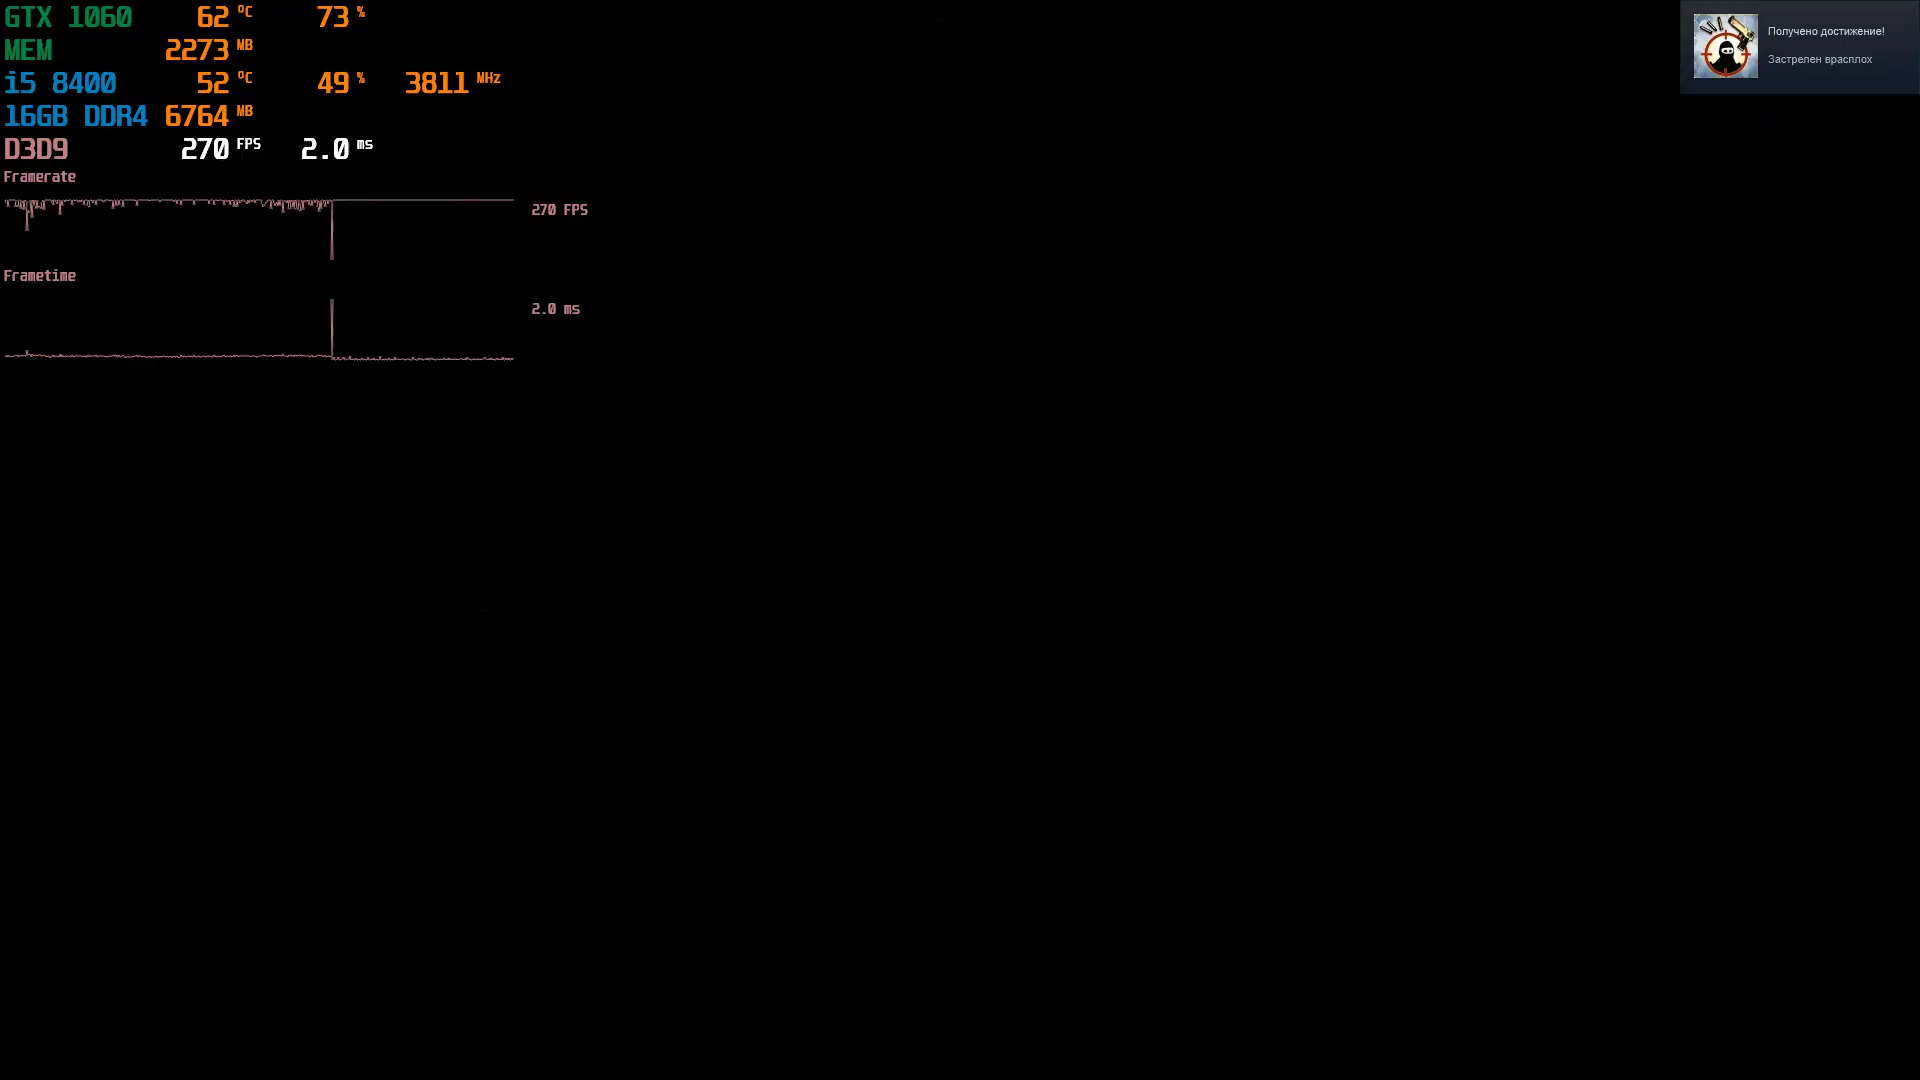 GTX 1060 62 °C 73 %
MEM 2273 MB
i5 8400 52 °C 49 % 3811 MHz
16GB DDR4 6764 MB
D3D9 270 FPS 2.0 ms
Framerate
270 FPS
Frametime
2.0 ms
Получено достижение!
Застрелен врасплох